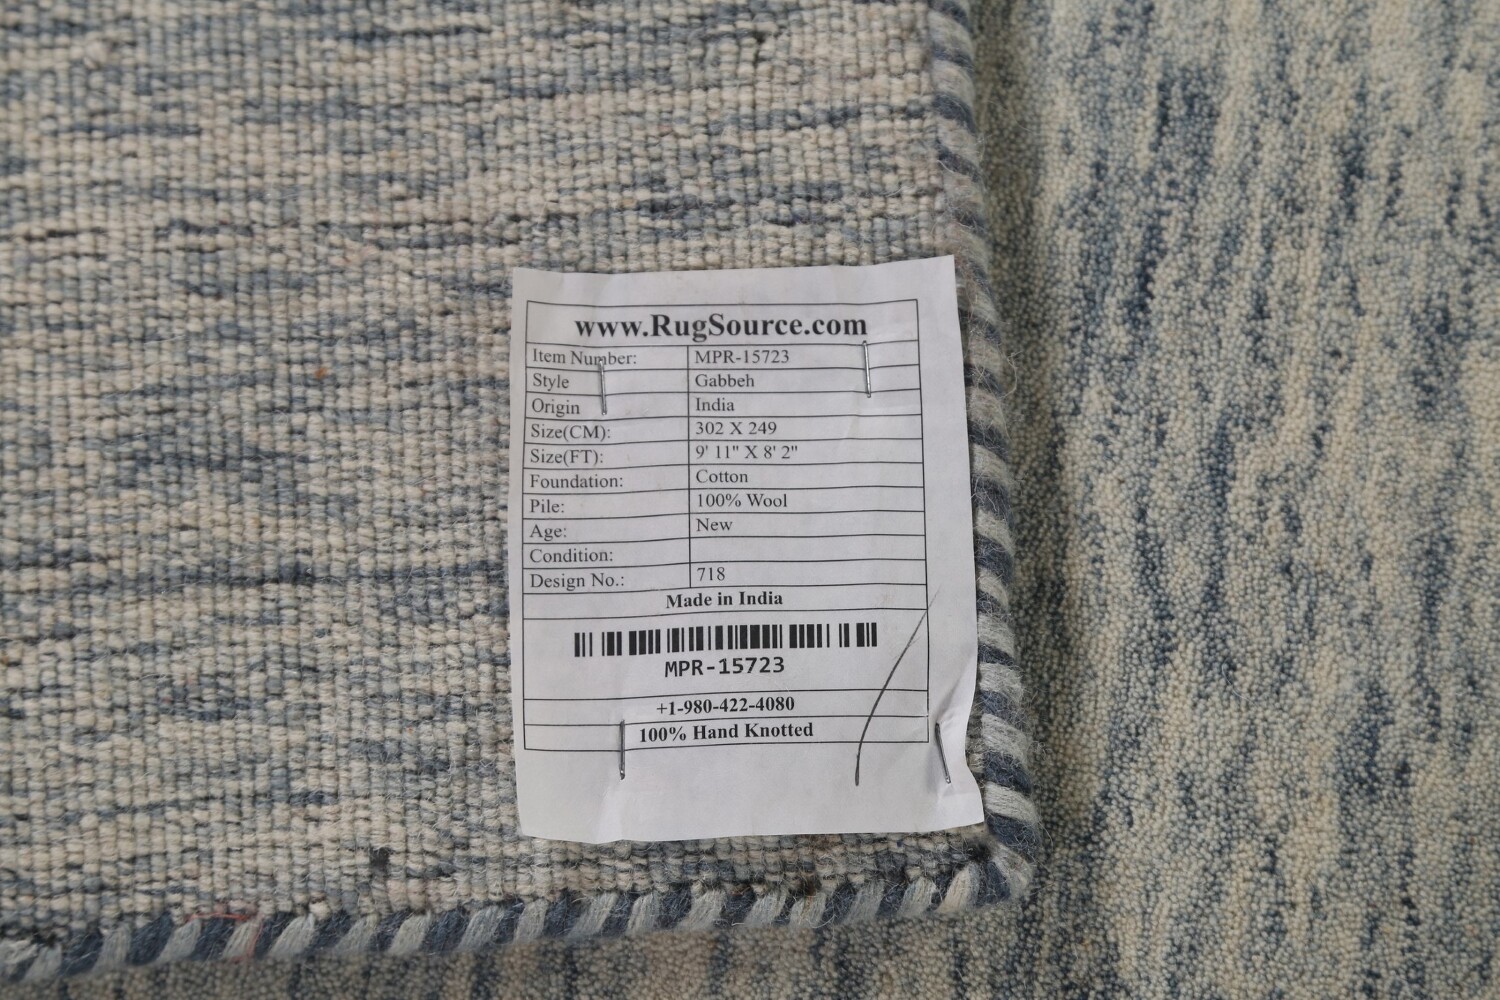 www.RugSource.com
Item Number: MPR-15723
Style Gabbeh
Origin India
Size(CM): 302 X 249
Size(FT): 9' 11" X 8' 2"
Foundation: Cotton
Pile: 100% Wool
Age: New
Condition:
Design No.: 718
Made in India
MPR-15723
+1-980-422-4080
100% Hand Knotted